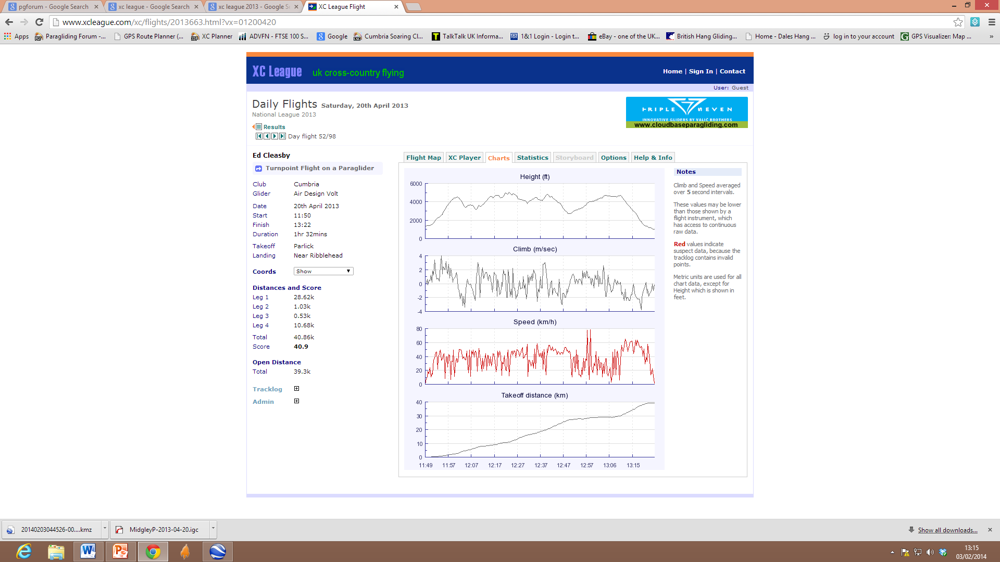 pgforum - Google Search
xc league - Google Search
xc league 2013 - Google Se
XC League Flight
www.xcleague.com/xc/flights/2013663.html?vx=01200420
Apps
Paragliding Forum -...
GPS Route Planner (...
XC Planner
ADVFN - FTSE 100 S...
Google
Cumbria Soaring Cl...
TalkTalk UK Informa...
1&1 Login - Login t...
eBay - one of the UK...
British Hang Gliding...
Home - Dales Hang ...
log in to your account
GPS Visualizer: Map ...
»
XC League uk cross-country flying
Home | Sign In | Contact
User: Guest
Daily Flights Saturday, 20th April 2013
National League 2013
Results
Day flight 52/98
TRIPLE SEVEN
INNOVATIVE GLIDERS BY VALIC BROTHERS
www.cloudbaseparagliding.com
Ed Cleasby
Turnpoint Flight on a Paraglider
Club Cumbria
Glider Air Design Volt
Date 20th April 2013
Start 11:50
Finish 13:22
Duration 1hr 32mins
Takeoff Parlick
Landing Near Ribblehead
Coords Show
Distances and Score
Leg 1 28.62k
Leg 2 1.03k
Leg 3 0.53k
Leg 4 10.68k
Total 40.86k
Score 40.9
Open Distance
Total 39.3k
Tracklog
Admin
Flight Map XC Player Charts Statistics Storyboard Options Help & Info
Height (ft)
6000
4000
2000
0
Climb (m/sec)
4
2
0
-2
-4
Speed (km/h)
80
60
40
20
0
Takeoff distance (km)
40
30
20
10
0
11:49 11:57 12:07 12:17 12:27 12:37 12:47 12:57 13:06 13:15
Notes
Climb and Speed averaged
over 5 second intervals.
These values may be lower
than those shown by a
flight instrument, which
has access to continuous
raw data.
Red values indicate
suspect data, because the
tracklog contains invalid
points.
Metric units are used for all
chart data, except for
Height which is shown in
feet.
20140203044526-00....kmz
MidgleyP-2013-04-20.igc
Show all downloads...
13:15
03/02/2014